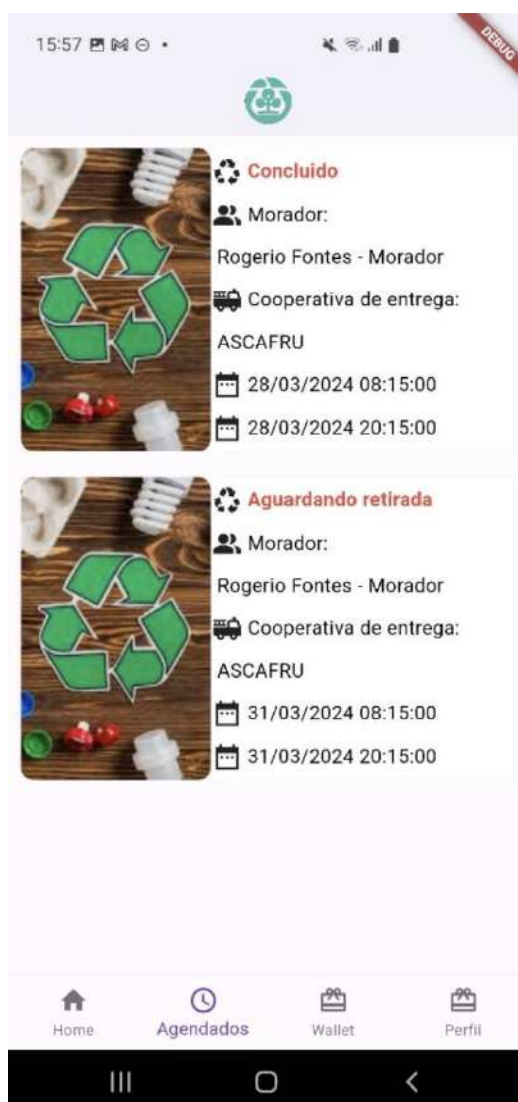 15:57
DEBUG
Concluido
Morador:
Rogerio Fontes - Morador
Cooperativa de entrega:
ASCAFRU
28/03/2024 08:15:00
28/03/2024 20:15:00
Aguardando retirada
Morador:
Rogerio Fontes - Morador
Cooperativa de entrega:
ASCAFRU
31/03/2024 08:15:00
31/03/2024 20:15:00
Home Agendados Wallet Perfil